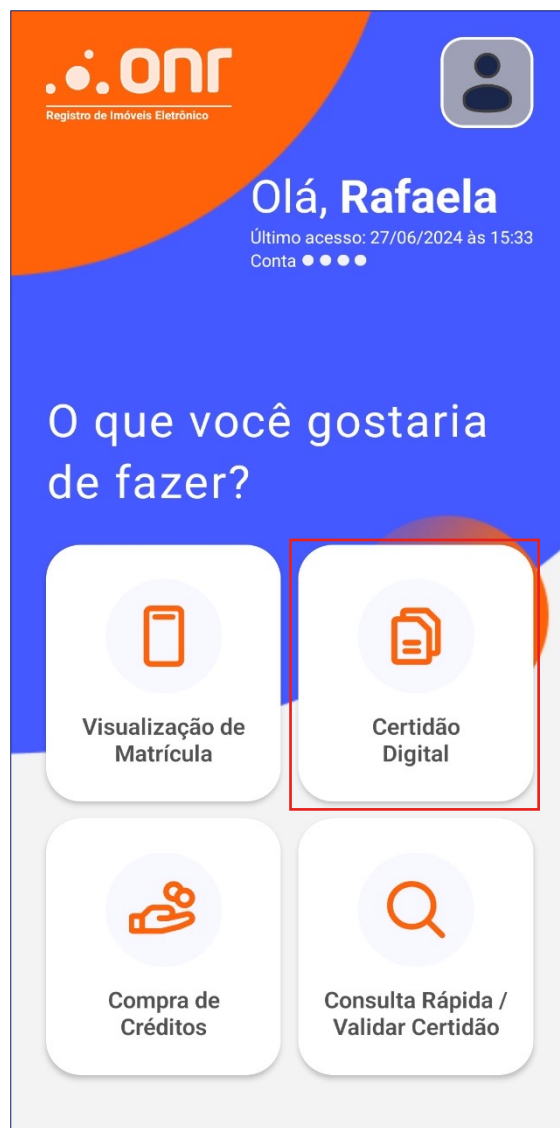 onr
Registro de Imóveis Eletrônico
Olá, Rafaela
Último acesso: 27/06/2024 às 15:33
Conta
O que você gostaria
de fazer?
Visualização de
Matrícula
Certidão
Digital
Compra de
Créditos
Consulta Rápida /
Validar Certidão